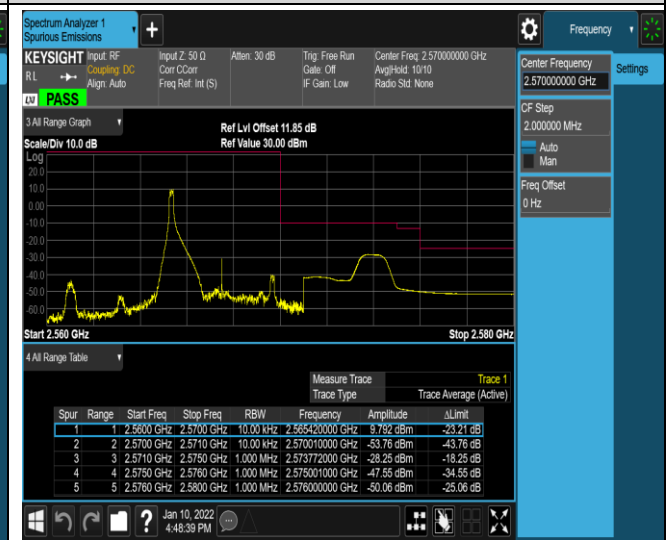 Spectrum Analyzer 1
Spurious Emissions
Frequency
KEYSIGHT Input: RF Input Z: 50 Ω Atten: 30 dB Trig: Free Run Center Freq: 2.570000000 GHz
R L Coupling: DC Corr CCorr Gate: Off Avg|Hold: 10/10
Align: Auto Freq Ref: Int (S) IF Gain: Low Radio Std: None
LXI PASS
Center Frequency
2.570000000 GHz
Settings
CF Step
2.000000 MHz
Auto
Man
Freq Offset
0 Hz
3 All Range Graph
Ref Lvl Offset 11.85 dB
Scale/Div 10.0 dB Ref Value 30.00 dBm
Log
20.0
10.0
0.00
-10.0
-20.0
-30.0
-40.0
-50.0
-60.0
Start 2.560 GHz Stop 2.580 GHz
4 All Range Table
Measure Trace Trace 1
Trace Type Trace Average (Active)
Spur Range Start Freq Stop Freq RBW Frequency Amplitude ΔLimit
1 1 2.5600 GHz 2.5700 GHz 10.00 kHz 2.565420000 GHz 9.792 dBm -23.21 dB
2 2 2.5700 GHz 2.5710 GHz 10.00 kHz 2.570010000 GHz -53.76 dBm -43.76 dB
3 3 2.5710 GHz 2.5750 GHz 1.000 MHz 2.573772000 GHz -28.25 dBm -18.25 dB
4 4 2.5750 GHz 2.5760 GHz 1.000 MHz 2.575001000 GHz -47.55 dBm -34.55 dB
5 5 2.5760 GHz 2.5800 GHz 1.000 MHz 2.576000000 GHz -50.06 dBm -25.06 dB
Jan 10, 2022
4:48:39 PM